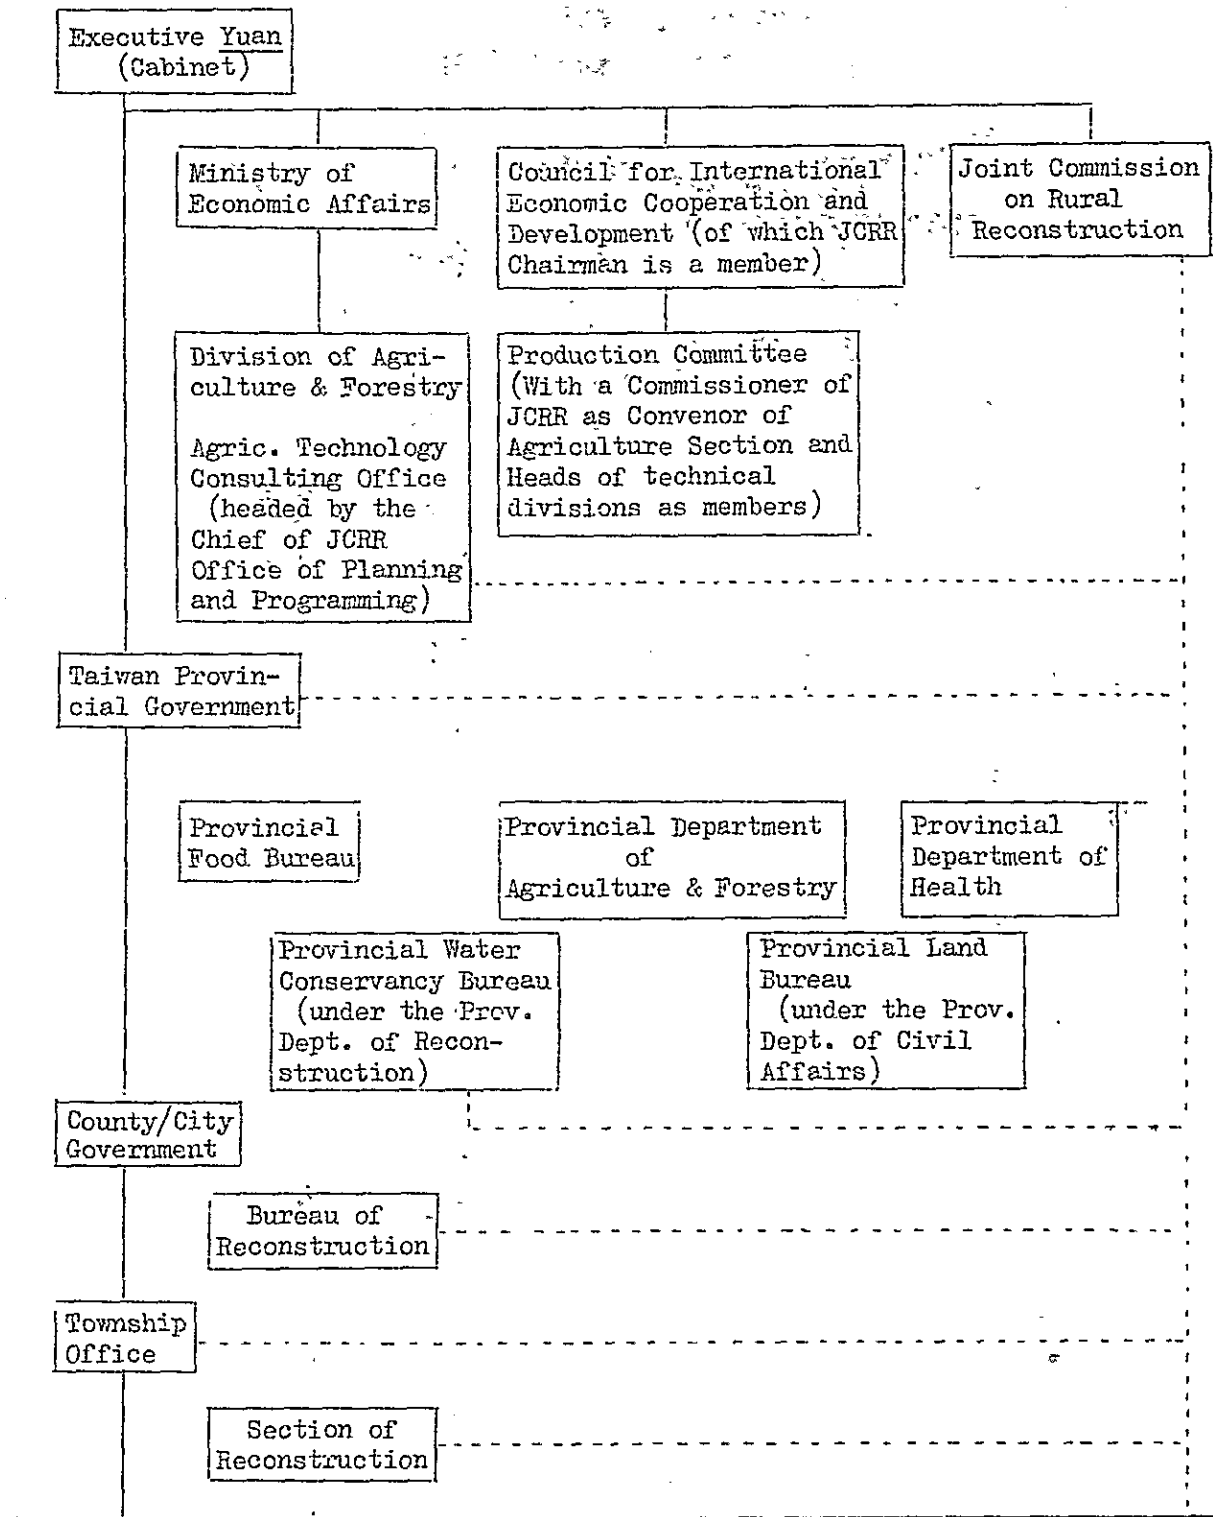 Executive Yuan
(Cabinet)
Ministry of
Economic Affairs
Council for International
Economic Cooperation and
Development (of which JCRR
Chairman is a member)
Joint Commission
on Rural
Reconstruction
Division of Agri-
culture & Forestry
Agric. Technology
Consulting Office
(headed by the
Chief of JCRR
Office of Planning
and Programming)
Production Committee
(With a Commissioner of
JCRR as Convenor of
Agriculture Section and
Heads of technical
divisions as members)
Taiwan Provin-
cial Government
Provincial
Food Bureau
Provincial Department
of
Agriculture & Forestry
Provincial
Department of
Health
Provincial Water
Conservancy Bureau
(under the Prov.
Dept. of Recon-
struction)
Provincial Land
Bureau
(under the Prov.
Dept. of Civil
Affairs)
County/City
Government
Bureau of
Reconstruction
Township
Office
Section of
Reconstruction